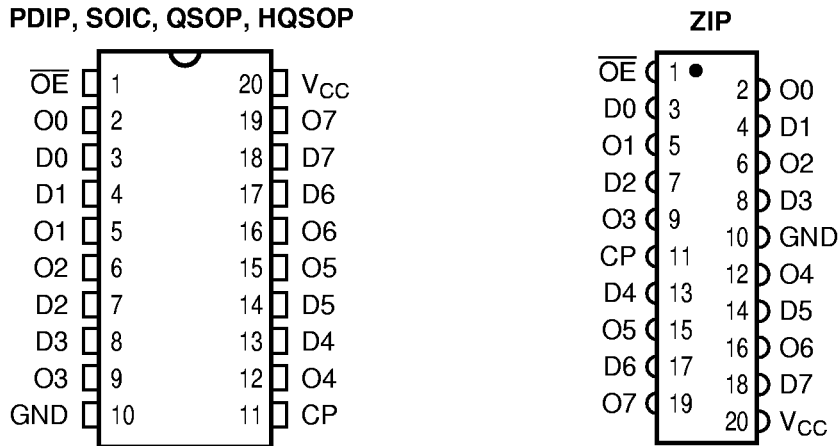 PDIP, SOIC, QSOP, HQSOP
OE 1 20 VCC
O0 2 19 O7
D0 3 18 D7
D1 4 17 D6
O1 5 16 O6
O2 6 15 O5
D2 7 14 D5
D3 8 13 D4
O3 9 12 O4
GND 10 11 CP
ZIP
OE 1
2 O0
D0 3
4 D1
O1 5
6 O2
D2 7
8 D3
O3 9
10 GND
CP 11
12 O4
D4 13
14 D5
O5 15
16 O6
D6 17
18 D7
O7 19
20 VCC